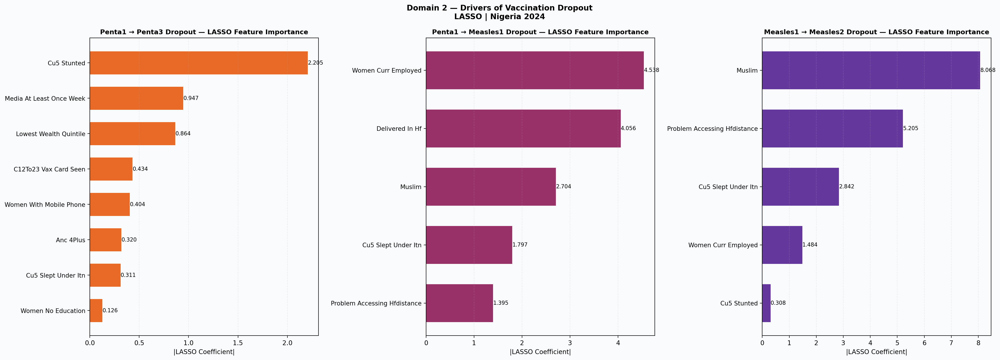 Domain 2 — Drivers of Vaccination Dropout
LASSO | Nigeria 2024
Penta1 → Penta3 Dropout — LASSO Feature Importance
Cu5 Stunted
2.205
Media At Least Once Week
0.947
Lowest Wealth Quintile
0.864
C12To23 Vax Card Seen
0.434
Women With Mobile Phone
0.404
Anc 4Plus
0.320
Cu5 Slept Under Itn
0.311
Women No Education
0.126
0.0 0.5 1.0 1.5 2.0
|LASSO Coefficient|
Penta1 → Measles1 Dropout — LASSO Feature Importance
Women Curr Employed
4.538
Delivered In Hf
4.056
Muslim
2.704
Cu5 Slept Under Itn
1.797
Problem Accessing Hfdistance
1.395
0 1 2 3 4
|LASSO Coefficient|
Measles1 → Measles2 Dropout — LASSO Feature Importance
Muslim
8.068
Problem Accessing Hfdistance
5.205
Cu5 Slept Under Itn
2.842
Women Curr Employed
1.484
Cu5 Stunted
0.308
0 1 2 3 4 5 6 7 8
|LASSO Coefficient|